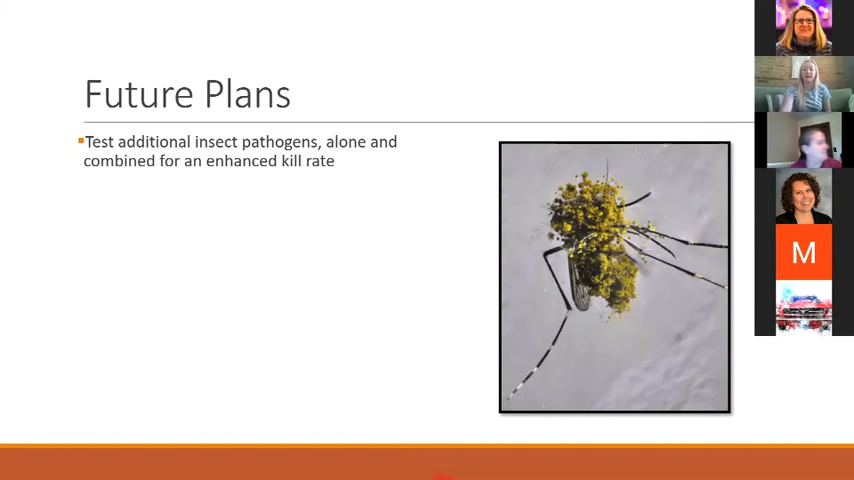 Future Plans
Test additional insect pathogens, alone and
combined for an enhanced kill rate
M